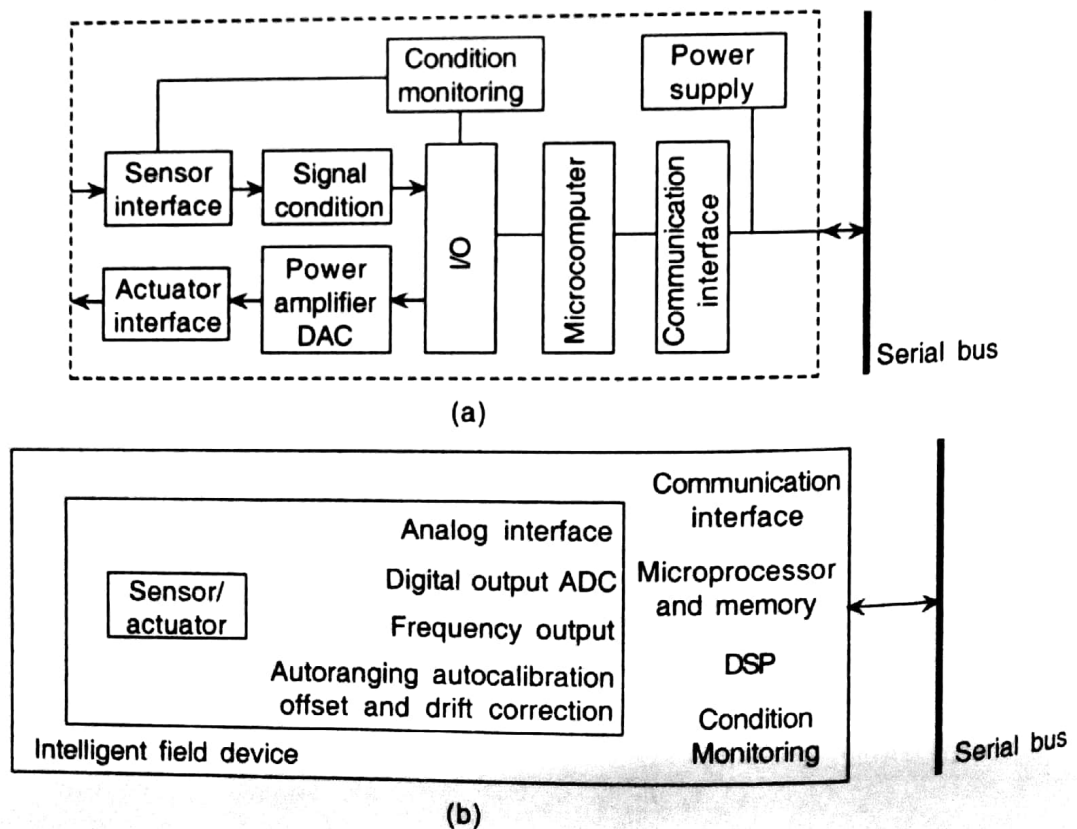 Condition
monitoring
Power
supply
Sensor
interface
Signal
condition
I/O
Microcomputer
Communication
interface
Actuator
interface
Power
amplifier
DAC
Serial bus
(a)
Communication
interface
Analog interface
Digital output ADC
Microprocessor
and memory
Sensor/
actuator
Frequency output
DSP
Autoranging autocalibration
offset and drift correction
Condition
Monitoring
Intelligent field device
Serial bus
(b)